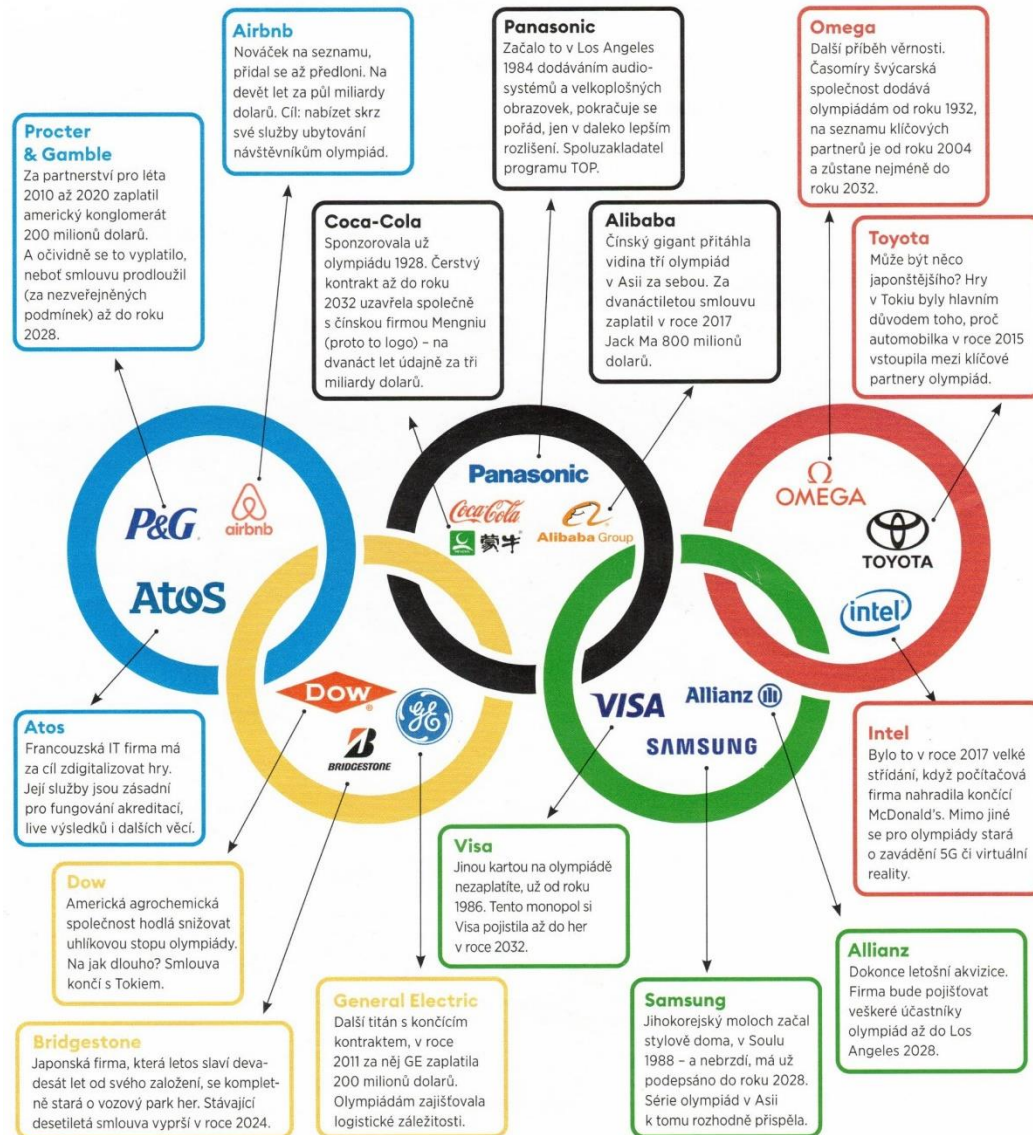 Airbnb
Nováček na seznamu,
přidal se až předloni. Na
devět let za půl miliardy
dolarů. Cíl: nabízet skrz
své služby ubytování
návštěvníkům olympiád.
Panasonic
Začalo to v Los Angeles
1984 dodáváním audio-
systémů a velkoplošných
obrazovek, pokračuje se
pořád, jen v daleko lepším
rozlišení. Spoluzakladatel
programu TOP.
Omega
Další příběh věrnosti.
Časomíry švýcarská
společnost dodává
olympiádám od roku 1932,
na seznamu klíčových
partnerů je od roku 2004
a zůstane nejméně do
roku 2032.
Procter
& Gamble
Za partnerství pro léta
2010 až 2020 zaplatil
americký konglomerát
200 milionů dolarů.
A očividně se to vyplatilo,
neboť smlouvu prodloužil
(za nezveřejněných
podmínek) až do roku
2028.
Coca-Cola
Sponzorovala už
olympiádu 1928. Čerstvý
kontrakt až do roku
2032 uzavřela společně
s čínskou firmou Mengniu
(proto to logo) – na
dvanáct let údajně za tři
miliardy dolarů.
Alibaba
Čínský gigant přitáhla
vidina tří olympiád
v Asii za sebou. Za
dvanáctiletou smlouvu
zaplatil v roce 2017
Jack Ma 800 milionů
dolarů.
Toyota
Může být něco
japonštějšího? Hry
v Tokiu byly hlavním
důvodem toho, proč
automobilka v roce 2015
vstoupila mezi klíčové
partnery olympiád.
P&G
airbnb
Atos
Panasonic
Coca-Cola
蒙牛
Alibaba Group
Ω
OMEGA
TOYOTA
intel
DOW
GE
BRIDGESTONE
VISA
Allianz
SAMSUNG
Atos
Francouzská IT firma má
za cíl zdigitalizovat hry.
Její služby jsou zásadní
pro fungování akreditací,
live výsledků i dalších věcí.
Intel
Bylo to v roce 2017 velké
střídání, když počítačová
firma nahradila končící
McDonald's. Mimo jiné
se pro olympiády stará
o zavádění 5G či virtuální
reality.
Dow
Americká agrochemická
společnost hodlá snižovat
uhlíkovou stopu olympiády.
Na jak dlouho? Smlouva
končí s Tokiem.
Visa
Jinou kartou na olympiádě
nezaplatíte, už od roku
1986. Tento monopol si
Visa pojistila až do her
v roce 2032.
Allianz
Dokonce letošní akvizice.
Firma bude pojišťovat
veškeré účastníky
olympiád až do Los
Angeles 2028.
Bridgestone
Japonská firma, která letos slaví deva-
desát let od svého založení, se komplet-
ně stará o vozový park her. Stávající
desetiletá smlouva vyprší v roce 2024.
General Electric
Další titán s končícím
kontraktem, v roce
2011 za něj GE zaplatila
200 milionů dolarů.
Olympiádám zajišťovala
logistické záležitosti.
Samsung
Jihokorejský moloch začal
stylově doma, v Soulu
1988 – a nebrzdí, má už
podepsáno do roku 2028.
Série olympiád v Asii
k tomu rozhodně přispěla.